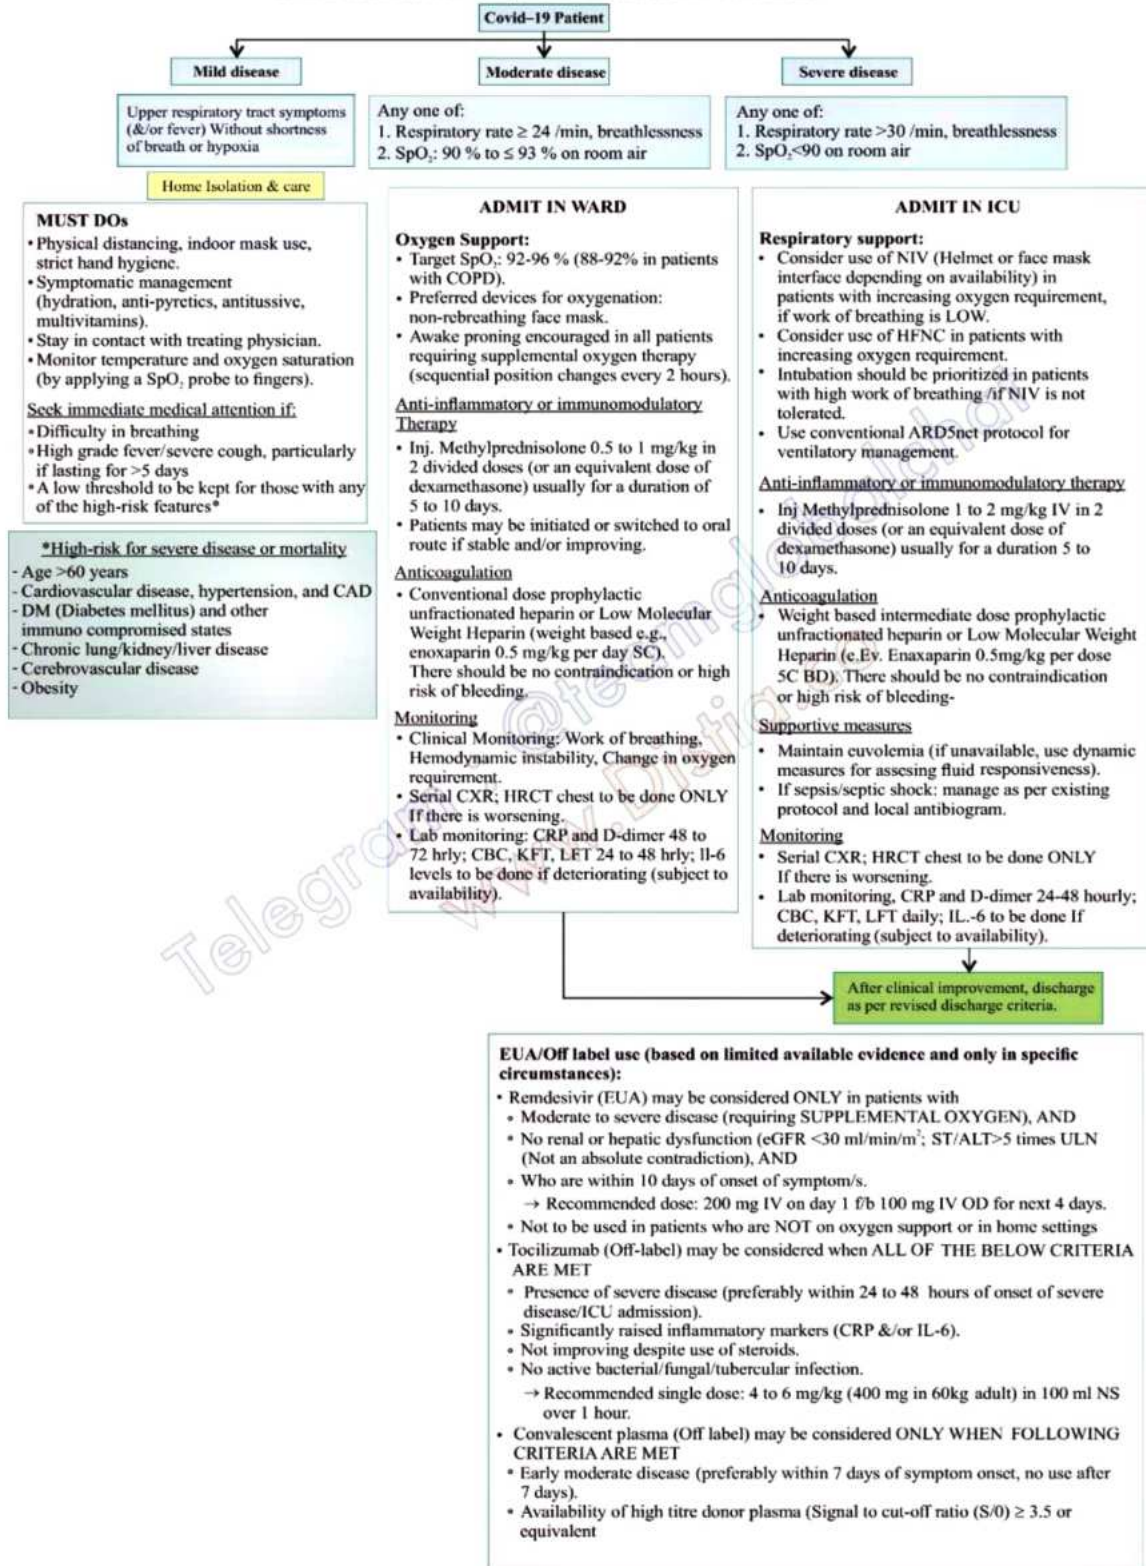 Covid–19 Patient
Mild disease
Upper respiratory tract symptoms
(&/or fever) Without shortness
of breath or hypoxia
Home Isolation & care
MUST DOs
• Physical distancing, indoor mask use,
strict hand hygiene.
• Symptomatic management
(hydration, anti-pyretics, antitussive,
multivitamins).
• Stay in contact with treating physician.
• Monitor temperature and oxygen saturation
(by applying a SpO₂ probe to fingers).
Seek immediate medical attention if:
• Difficulty in breathing
• High grade fever/severe cough, particularly
if lasting for >5 days
• A low threshold to be kept for those with any
of the high-risk features*
*High-risk for severe disease or mortality
- Age >60 years
- Cardiovascular disease, hypertension, and CAD
- DM (Diabetes mellitus) and other
immuno compromised states
- Chronic lung/kidney/liver disease
- Cerebrovascular disease
- Obesity
Moderate disease
Any one of:
1. Respiratory rate ≥ 24 /min, breathlessness
2. SpO₂: 90 % to ≤ 93 % on room air
ADMIT IN WARD
Oxygen Support:
• Target SpO₂: 92-96 % (88-92% in patients
with COPD).
• Preferred devices for oxygenation:
non-rebreathing face mask.
• Awake proning encouraged in all patients
requiring supplemental oxygen therapy
(sequential position changes every 2 hours).
Anti-inflammatory or immunomodulatory
Therapy
• Inj. Methylprednisolone 0.5 to 1 mg/kg in
2 divided doses (or an equivalent dose of
dexamethasone) usually for a duration of
5 to 10 days.
• Patients may be initiated or switched to oral
route if stable and/or improving.
Anticoagulation
• Conventional dose prophylactic
unfractionated heparin or Low Molecular
Weight Heparin (weight based e.g.,
enoxaparin 0.5 mg/kg per day SC).
There should be no contraindication or high
risk of bleeding.
Monitoring
• Clinical Monitoring: Work of breathing,
Hemodynamic instability, Change in oxygen
requirement.
• Serial CXR; HRCT chest to be done ONLY
If there is worsening.
• Lab monitoring: CRP and D-dimer 48 to
72 hrly; CBC, KFT, LFT 24 to 48 hrly; Il-6
levels to be done if deteriorating (subject to
availability).
Severe disease
Any one of:
1. Respiratory rate >30 /min, breathlessness
2. SpO₂<90 on room air
ADMIT IN ICU
Respiratory support:
• Consider use of NIV (Helmet or face mask
interface depending on availability) in
patients with increasing oxygen requirement,
if work of breathing is LOW.
• Consider use of HFNC in patients with
increasing oxygen requirement.
• Intubation should be prioritized in patients
with high work of breathing /if NIV is not
tolerated.
• Use conventional ARD5net protocol for
ventilatory management.
Anti-inflammatory or immunomodulatory therapy
• Inj Methylprednisolone 1 to 2 mg/kg IV in 2
divided doses (or an equivalent dose of
dexamethasone) usually for a duration 5 to
10 days.
Anticoagulation
• Weight based intermediate dose prophylactic
unfractionated heparin or Low Molecular Weight
Heparin (e.Ev. Enaxaparin 0.5mg/kg per dose
5C BD). There should be no contraindication
or high risk of bleeding-
Supportive measures
• Maintain euvolemia (if unavailable, use dynamic
measures for assesing fluid responsiveness).
• If sepsis/septic shock: manage as per existing
protocol and local antibiogram.
Monitoring
• Serial CXR; HRCT chest to be done ONLY
If there is worsening.
• Lab monitoring, CRP and D-dimer 24-48 hourly;
CBC, KFT, LFT daily; IL.-6 to be done If
deteriorating (subject to availability).
After clinical improvement, discharge
as per revised discharge criteria.
EUA/Off label use (based on limited available evidence and only in specific
circumstances):
• Remdesivir (EUA) may be considered ONLY in patients with
• Moderate to severe disease (requiring SUPPLEMENTAL OXYGEN), AND
• No renal or hepatic dysfunction (eGFR <30 ml/min/m²; ST/ALT>5 times ULN
(Not an absolute contradiction), AND
• Who are within 10 days of onset of symptom/s.
→ Recommended dose: 200 mg IV on day 1 f/b 100 mg IV OD for next 4 days.
• Not to be used in patients who are NOT on oxygen support or in home settings
• Tocilizumab (Off-label) may be considered when ALL OF THE BELOW CRITERIA
ARE MET
• Presence of severe disease (preferably within 24 to 48 hours of onset of severe
disease/ICU admission).
• Significantly raised inflammatory markers (CRP &/or IL-6).
• Not improving despite use of steroids.
• No active bacterial/fungal/tubercular infection.
→ Recommended single dose: 4 to 6 mg/kg (400 mg in 60kg adult) in 100 ml NS
over 1 hour.
• Convalescent plasma (Off label) may be considered ONLY WHEN FOLLOWING
CRITERIA ARE MET
• Early moderate disease (preferably within 7 days of symptom onset, no use after
7 days).
• Availability of high titre donor plasma (Signal to cut-off ratio (S/0) ≥ 3.5 or
equivalent
Telegram @teamglobalchat